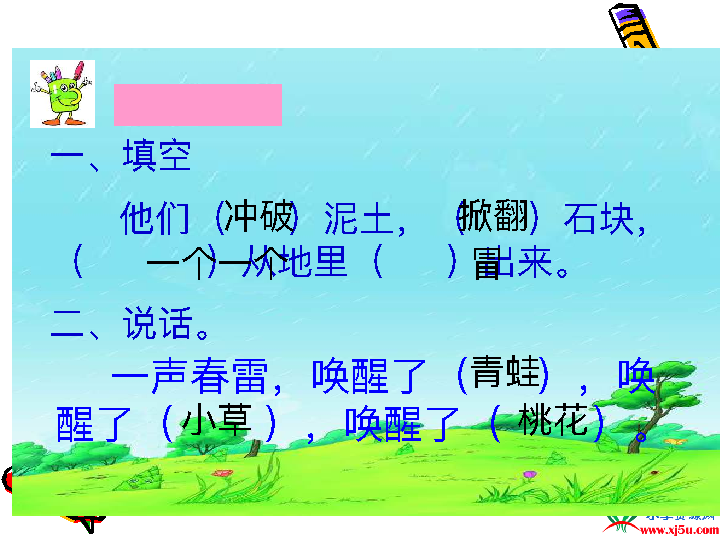 一、填空
他们（冲破）泥土，（掀翻）石块，
（一个一个）从地里（冒）出来。
二、说话。
一声春雷，唤醒了（青蛙），唤
醒了（小草），唤醒了（桃花）。
www.xj5u.com